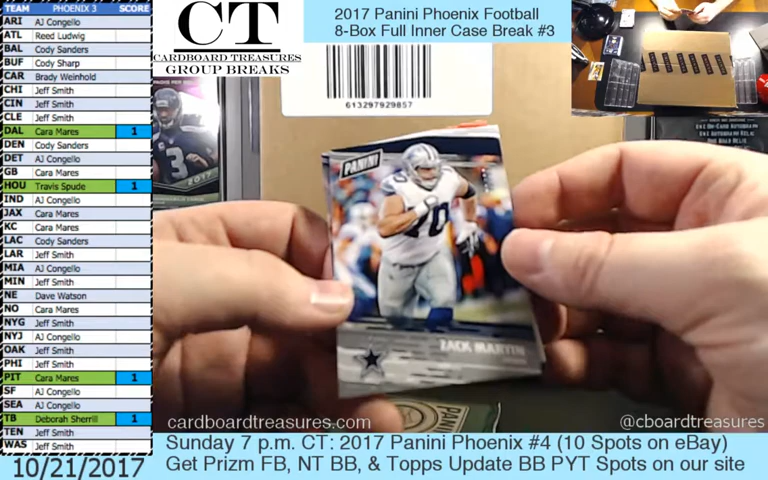 TEAM PHOENIX 3 SCORE
ARI AJ Congello
ATL Reed Ludwig
BAL Cody Sanders
BUF Cody Sharp
CAR Brady Weinhold
CHI Jeff Smith
CIN Jeff Smith
CLE Jeff Smith
DAL Cara Mares 1
DEN Cody Sanders
DET AJ Congello
GB Cara Mares
HOU Travis Spude 1
IND AJ Congello
JAX Cara Mares
KC Cara Mares
LAC Cody Sanders
LAR Jeff Smith
MIA AJ Congello
MIN Jeff Smith
NE Dave Watson
NO Cara Mares
NYG Jeff Smith
NYJ AJ Congello
OAK Jeff Smith
PHI Jeff Smith
PIT Cara Mares 1
SF AJ Congello
SEA AJ Congello
TB Deborah Sherrill 1
TEN Jeff Smith
WAS Jeff Smith
10/21/2017
CT
CARDBOARD TREASURES
GROUP BREAKS
613297929857
2017 Panini Phoenix Football
8-Box Full Inner Case Break #3
3
2017
PANINI
70
ZACK MARTIN
PANINI
cardboardtreasures.com
@cboardtreasures
Sunday 7 p.m. CT: 2017 Panini Phoenix #4 (10 Spots on eBay)
Get Prizm FB, NT BB, & Topps Update BB PYT Spots on our site